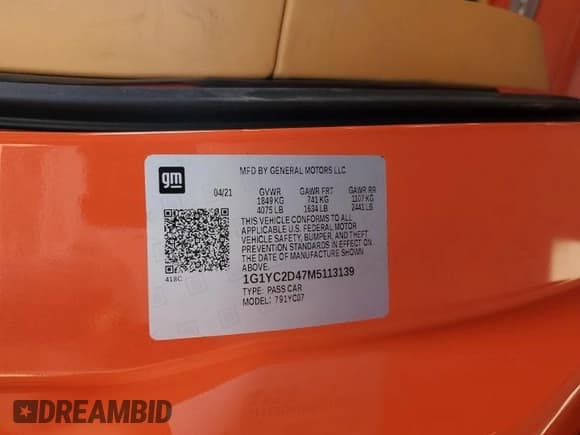 gm
MFD BY GENERAL MOTORS LLC
04/21 GVWR GAWR FRT GAWR RR
1849 KG 741 KG 1107 KG
4075 LB 1634 LB 2441 LB
THIS VEHICLE CONFORMS TO ALL
APPLICABLE U.S. FEDERAL MOTOR
VEHICLE SAFETY, BUMPER, AND THEFT
PREVENTION STANDARDS IN EFFECT ON
THE DATE OF MANUFACTURE SHOWN
ABOVE.
418C
1G1YC2D47M5113139
TYPE: PASS CAR
MODEL: 791YC07
DREAMBID